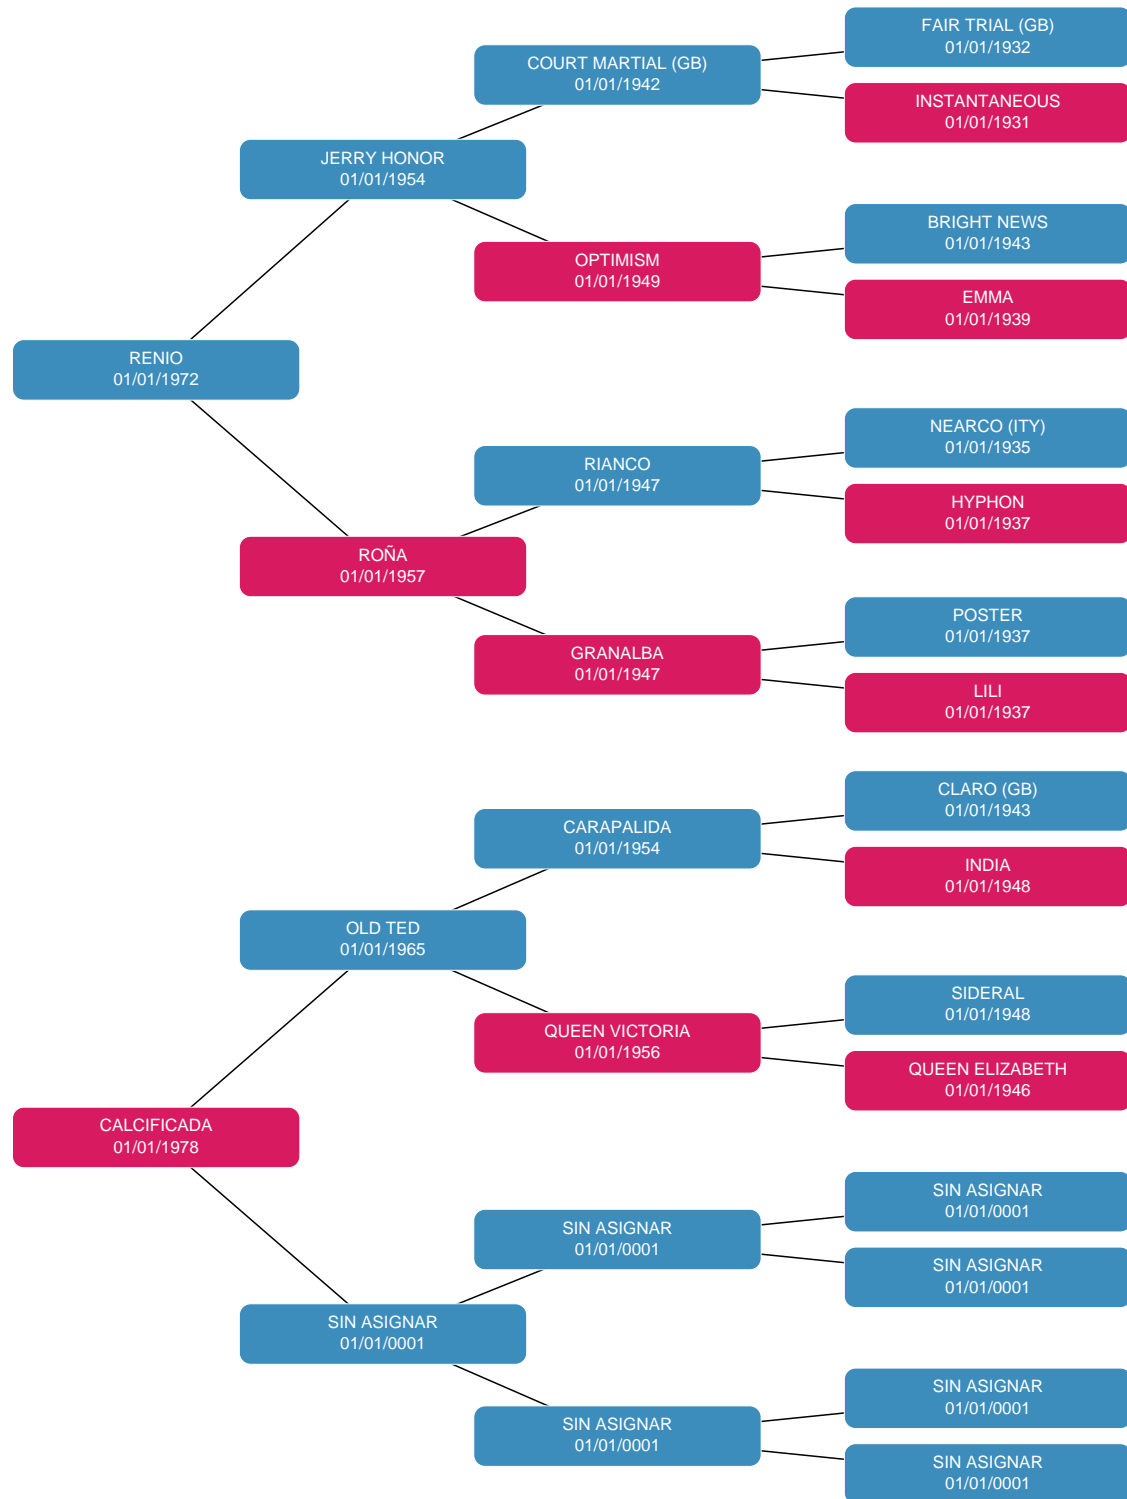 FAIR TRIAL (GB)
01/01/1932
COURT MARTIAL (GB)
01/01/1942
INSTANTANEOUS
01/01/1931
JERRY HONOR
01/01/1954
BRIGHT NEWS
01/01/1943
OPTIMISM
01/01/1949
EMMA
01/01/1939
RENIO
01/01/1972
NEARCO (ITY)
01/01/1935
RIANCO
01/01/1947
HYPHON
01/01/1937
ROÑA
01/01/1957
POSTER
01/01/1937
GRANALBA
01/01/1947
LILI
01/01/1937
CLARO (GB)
01/01/1943
CARAPALIDA
01/01/1954
INDIA
01/01/1948
OLD TED
01/01/1965
SIDERAL
01/01/1948
QUEEN VICTORIA
01/01/1956
QUEEN ELIZABETH
01/01/1946
CALCIFICADA
01/01/1978
SIN ASIGNAR
01/01/0001
SIN ASIGNAR
01/01/0001
SIN ASIGNAR
01/01/0001
SIN ASIGNAR
01/01/0001
SIN ASIGNAR
01/01/0001
SIN ASIGNAR
01/01/0001
SIN ASIGNAR
01/01/0001